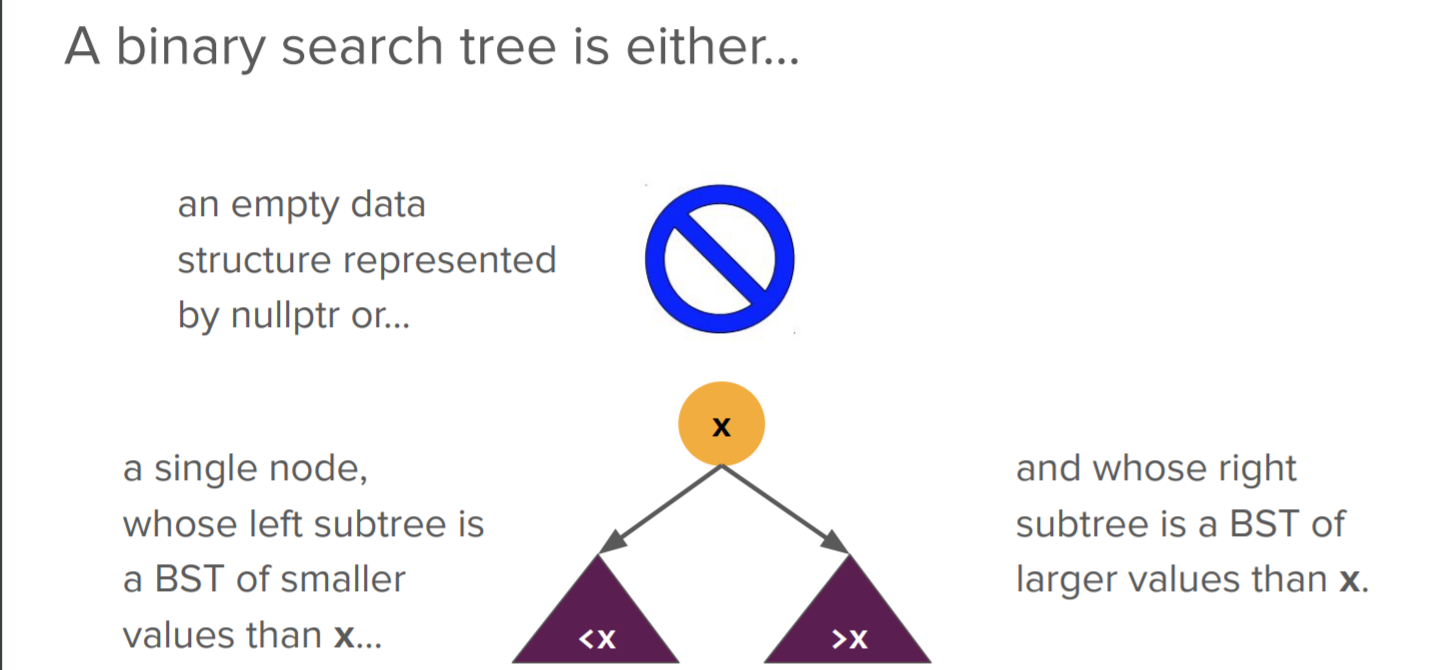 A binary search tree is either...
an empty data
structure represented
by nullptr or...
x
a single node,
whose left subtree is
a BST of smaller
values than x...
and whose right
subtree is a BST of
larger values than x.
<x
>x